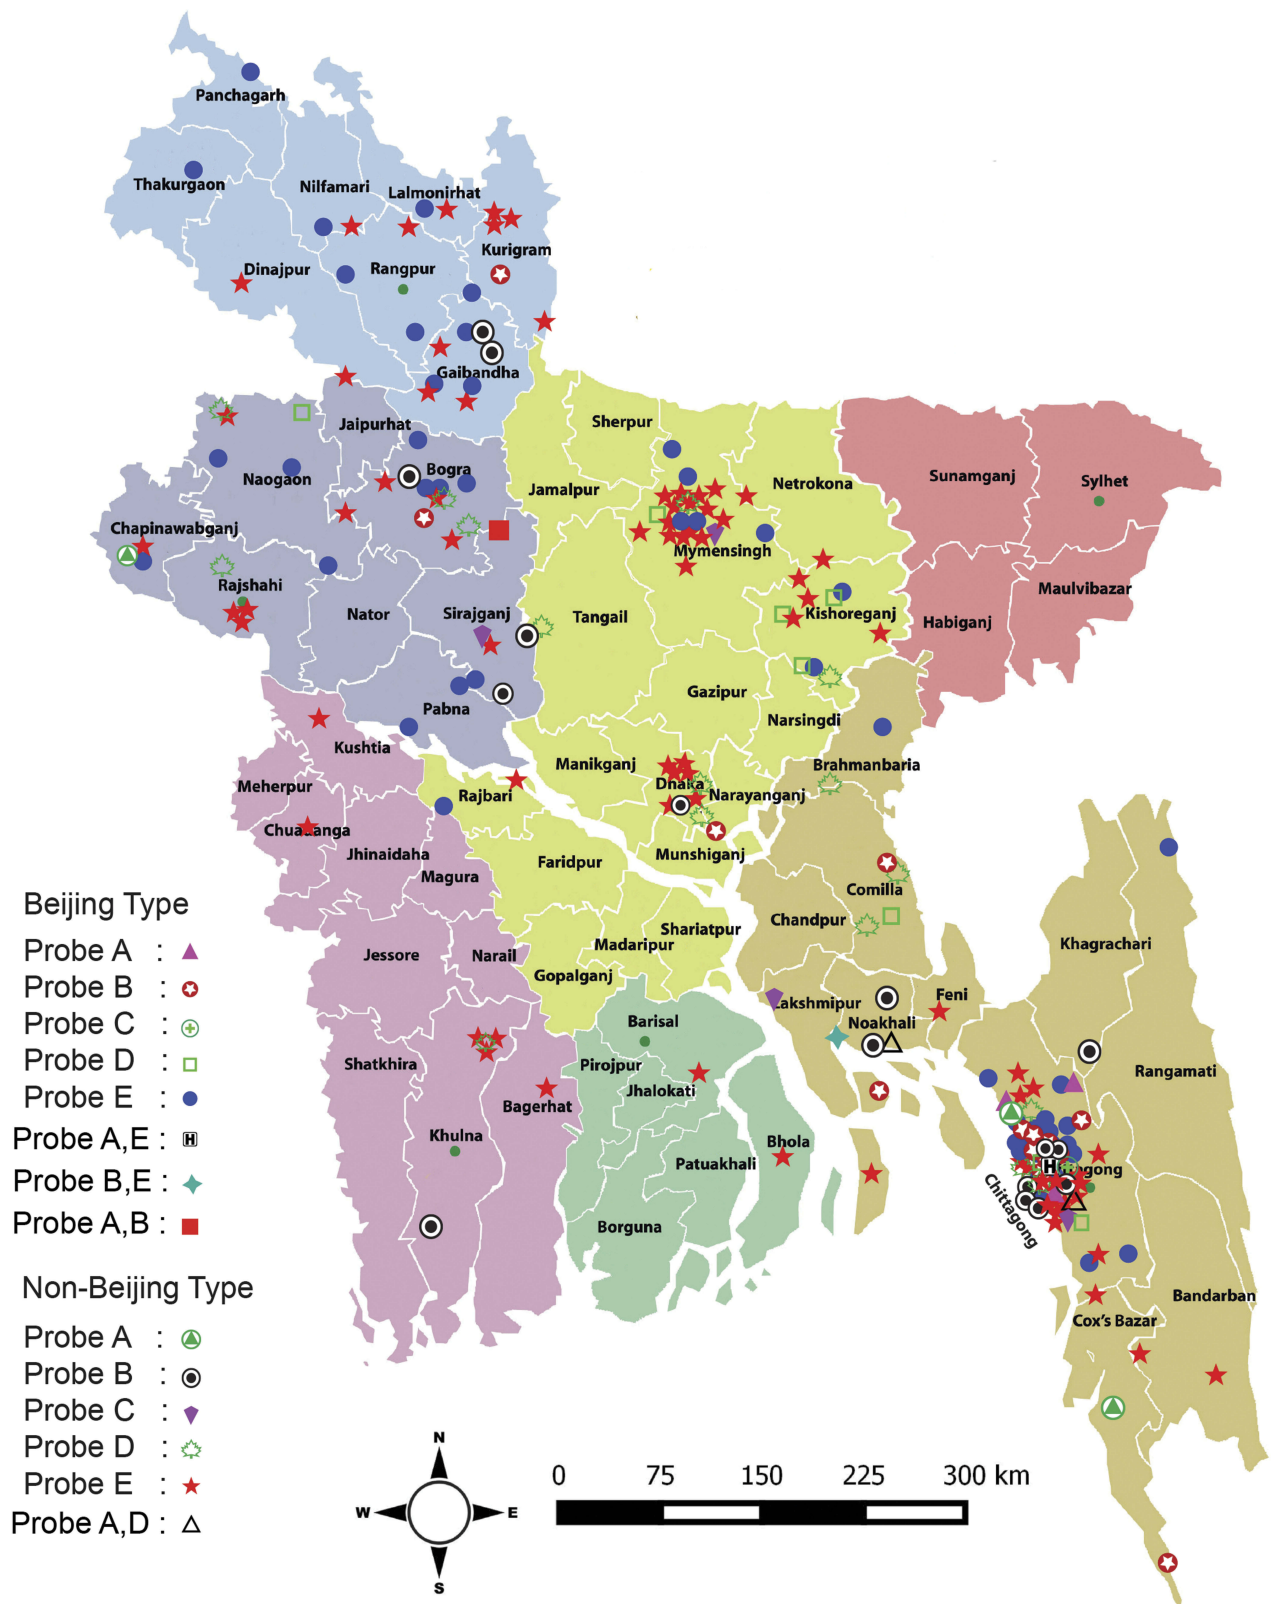 Panchagarh
Thakurgaon
Nilfamari
Lalmonirhat
Kurigram
Dinajpur
Rangpur
Gaibandha
Jaipurhat
Sherpur
Bogra
Naogaon
Jamalpur
Netrokona
Sunamganj
Sylhet
Chapinawabganj
Mymensingh
Rajshahi
Maulvibazar
Nator
Sirajganj
Tangail
Kishoreganj
Habiganj
Gazipur
Pabna
Narsingdi
Kushtia
Manikganj
Brahmanbaria
Meherpur
Dhaka
Rajbari
Narayanganj
Chuadanga
Jhinaidaha
Faridpur
Munshiganj
Magura
Comilla
Chandpur
Shariatpur
Khagrachari
Madaripur
Jessore
Narail
Gopalganj
Lakshmipur
Feni
Barisal
Noakhali
Shatkhira
Pirojpur
Rangamati
Jhalokati
Bagerhat
Khulna
Bhola
Patuakhali
Chittagong
Borguna
Bandarban
Cox's Bazar
Beijing Type
Probe A :
Probe B :
Probe C :
Probe D :
Probe E :
Probe A,E : H
Probe B,E :
Probe A,B :
Non-Beijing Type
Probe A :
Probe B :
Probe C :
Probe D :
Probe E :
Probe A,D :
N
W E
S
0 75 150 225 300 km